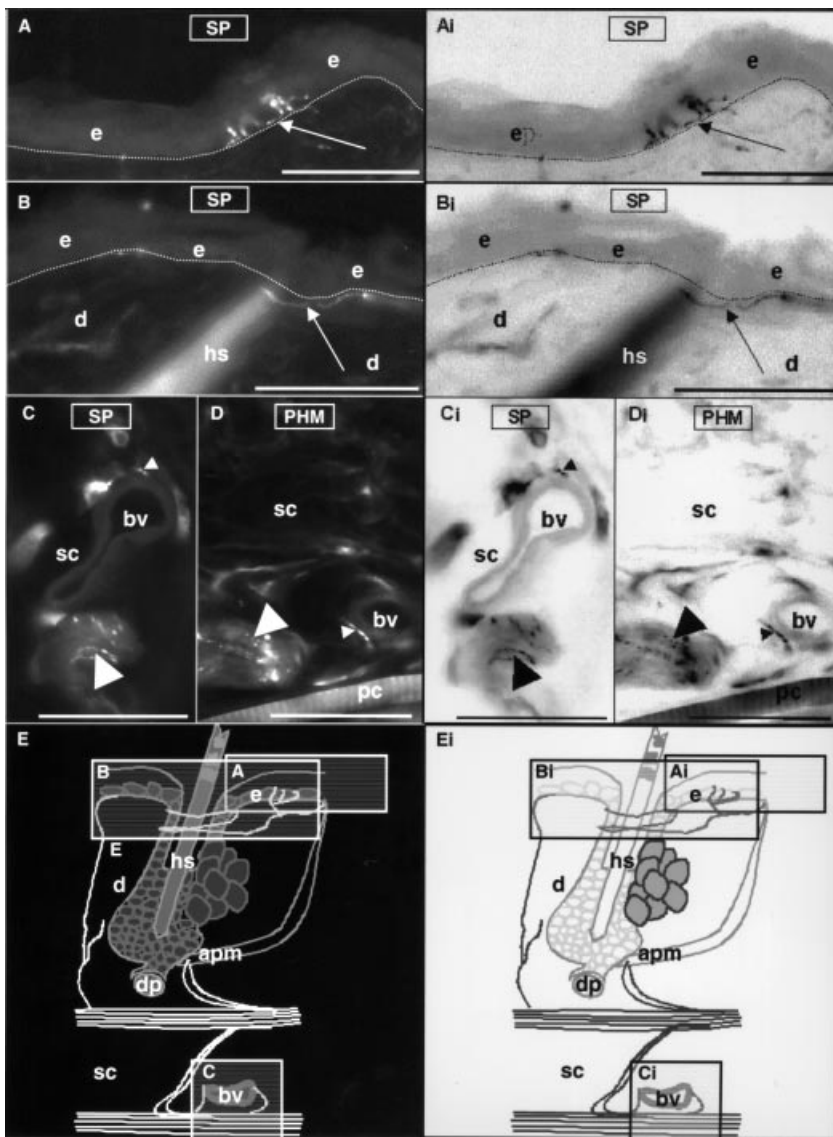 A SP e e
Ai SP e ep
B SP e e e d hs d
Bi SP e e e d hs d
C SP bv sc
D PHM sc bv
Ci SP bv sc
Di PHM sc bv pc
E B A e E hs d apm dp sc C bv
Ei Bi Ai e hs d apm dp sc Ci bv